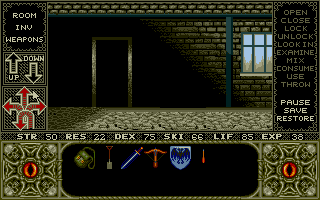 ROOM
INV
WEAPONS
UP
DOWN
OPEN
CLOSE
LOCK
UNLOCK
LOOK IN
EXAMINE
MIX
CONSUME
USE
THROW
PAUSE
SAVE
RESTORE
STR 50 RES 22 DEX 75 SKI 66 LIF 85 EXP 38